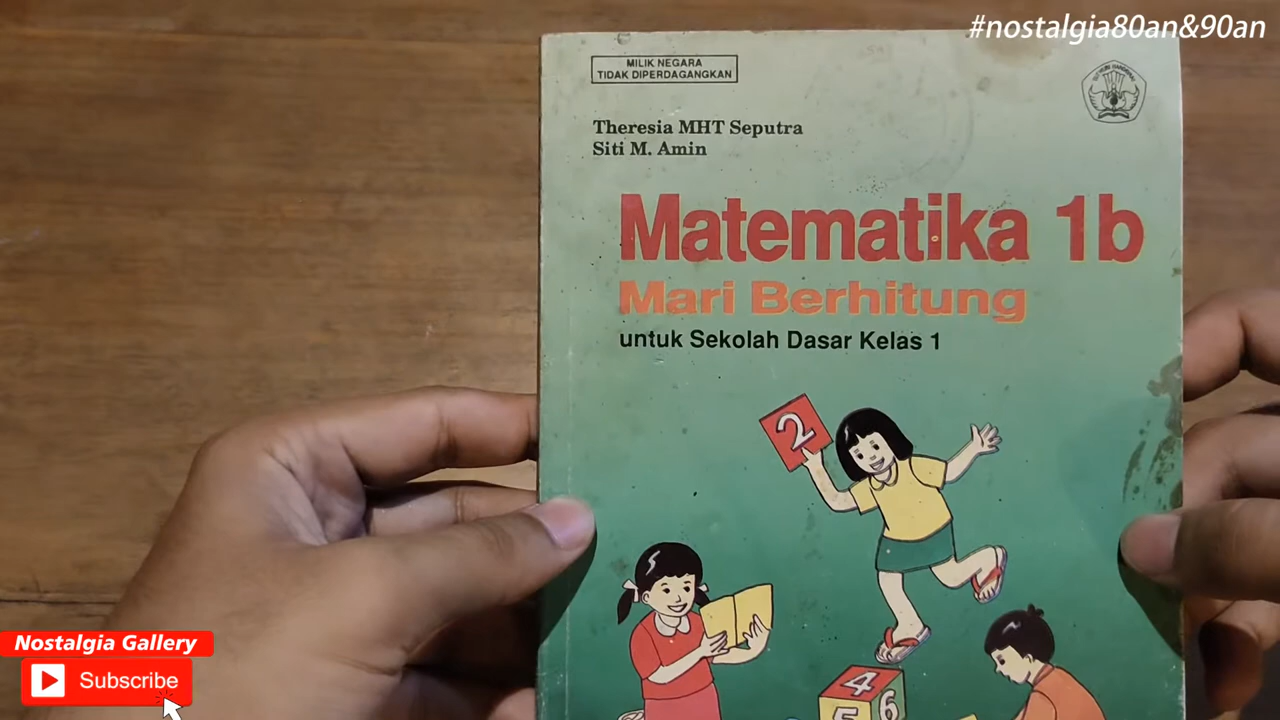 #nostalgia80an&90an
MILIK NEGARA
TIDAK DIPERDAGANGKAN
Theresia MHT Seputra
Siti M. Amin
Matematika 1b
Mari Berhitung
untuk Sekolah Dasar Kelas 1
2
4
5
6
Nostalgia Gallery
Subscribe